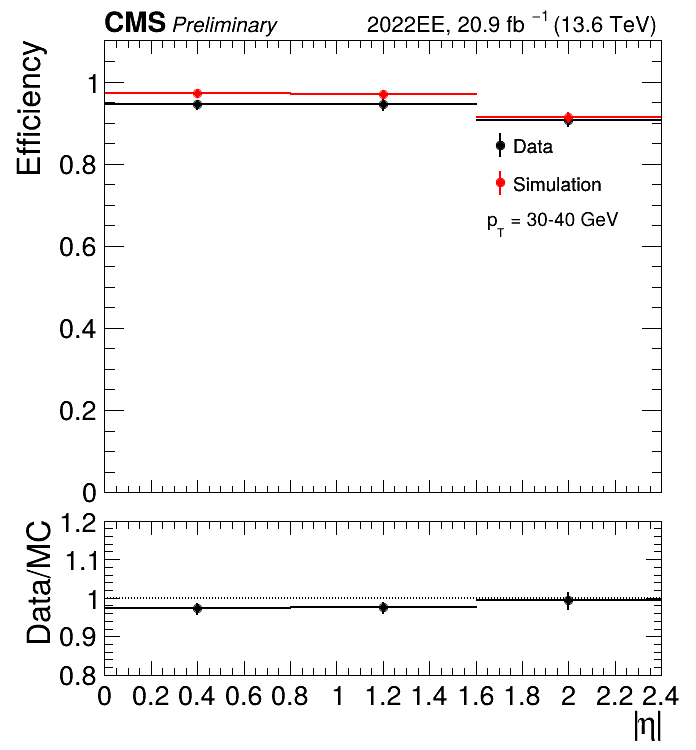 CMS Preliminary 2022EE, 20.9 fb⁻¹ (13.6 TeV)
Efficiency
1
0.8
0.6
0.4
0.2
0
Data
Simulation
p_T = 30-40 GeV
Data/MC
1.2
1.1
1
0.9
0.8
0 0.2 0.4 0.6 0.8 1 1.2 1.4 1.6 1.8 2 2.2 2.4
|η|